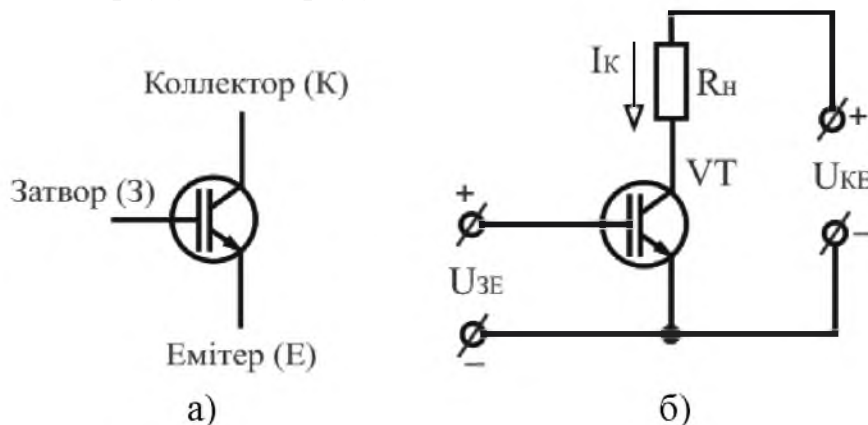 Коллектор (К)
Затвор (З)
Емітер (Е)
а)
Iк
Rн
VT
+
Uзе
–
+
Uке
–
б)